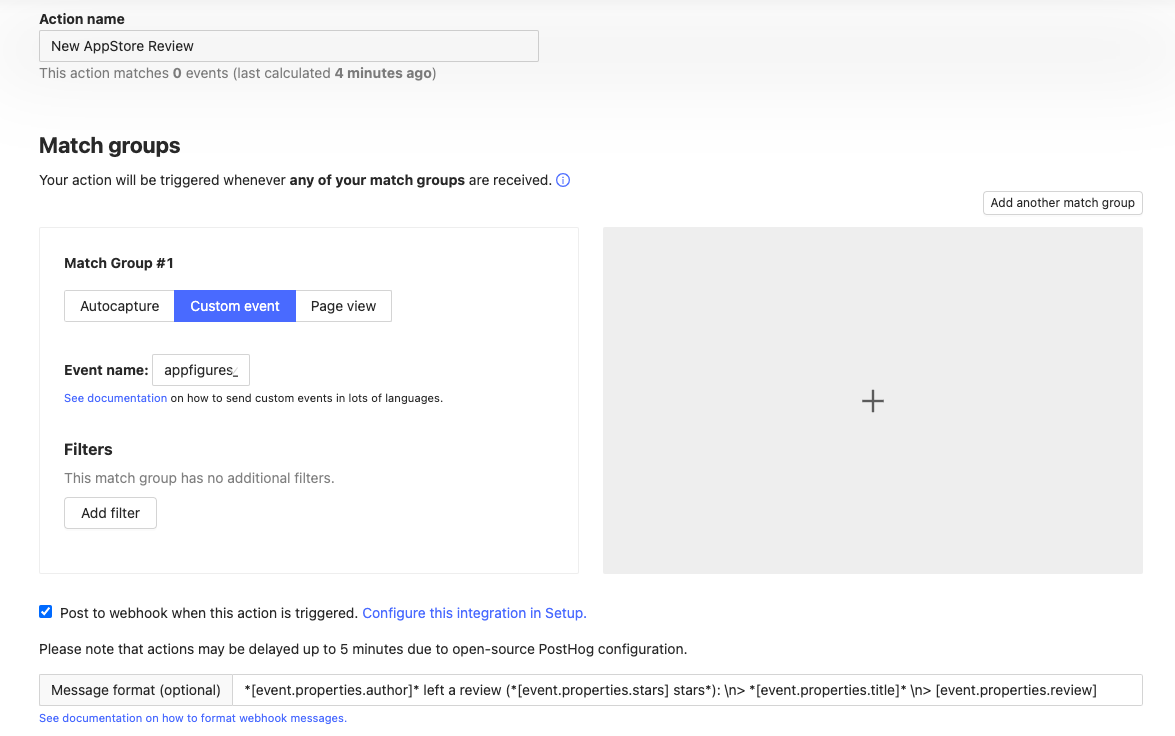 Action name
New AppStore Review
This action matches 0 events (last calculated 4 minutes ago)
Match groups
Your action will be triggered whenever any of your match groups are received.
Add another match group
Match Group #1
Autocapture Custom event Page view
Event name: appfigures_
See documentation on how to send custom events in lots of languages.
Filters
This match group has no additional filters.
Add filter
Post to webhook when this action is triggered. Configure this integration in Setup.
Please note that actions may be delayed up to 5 minutes due to open-source PostHog configuration.
Message format (optional) *[event.properties.author]* left a review (*[event.properties.stars] stars*): \n> *[event.properties.title]* \n> [event.properties.review]
See documentation on how to format webhook messages.